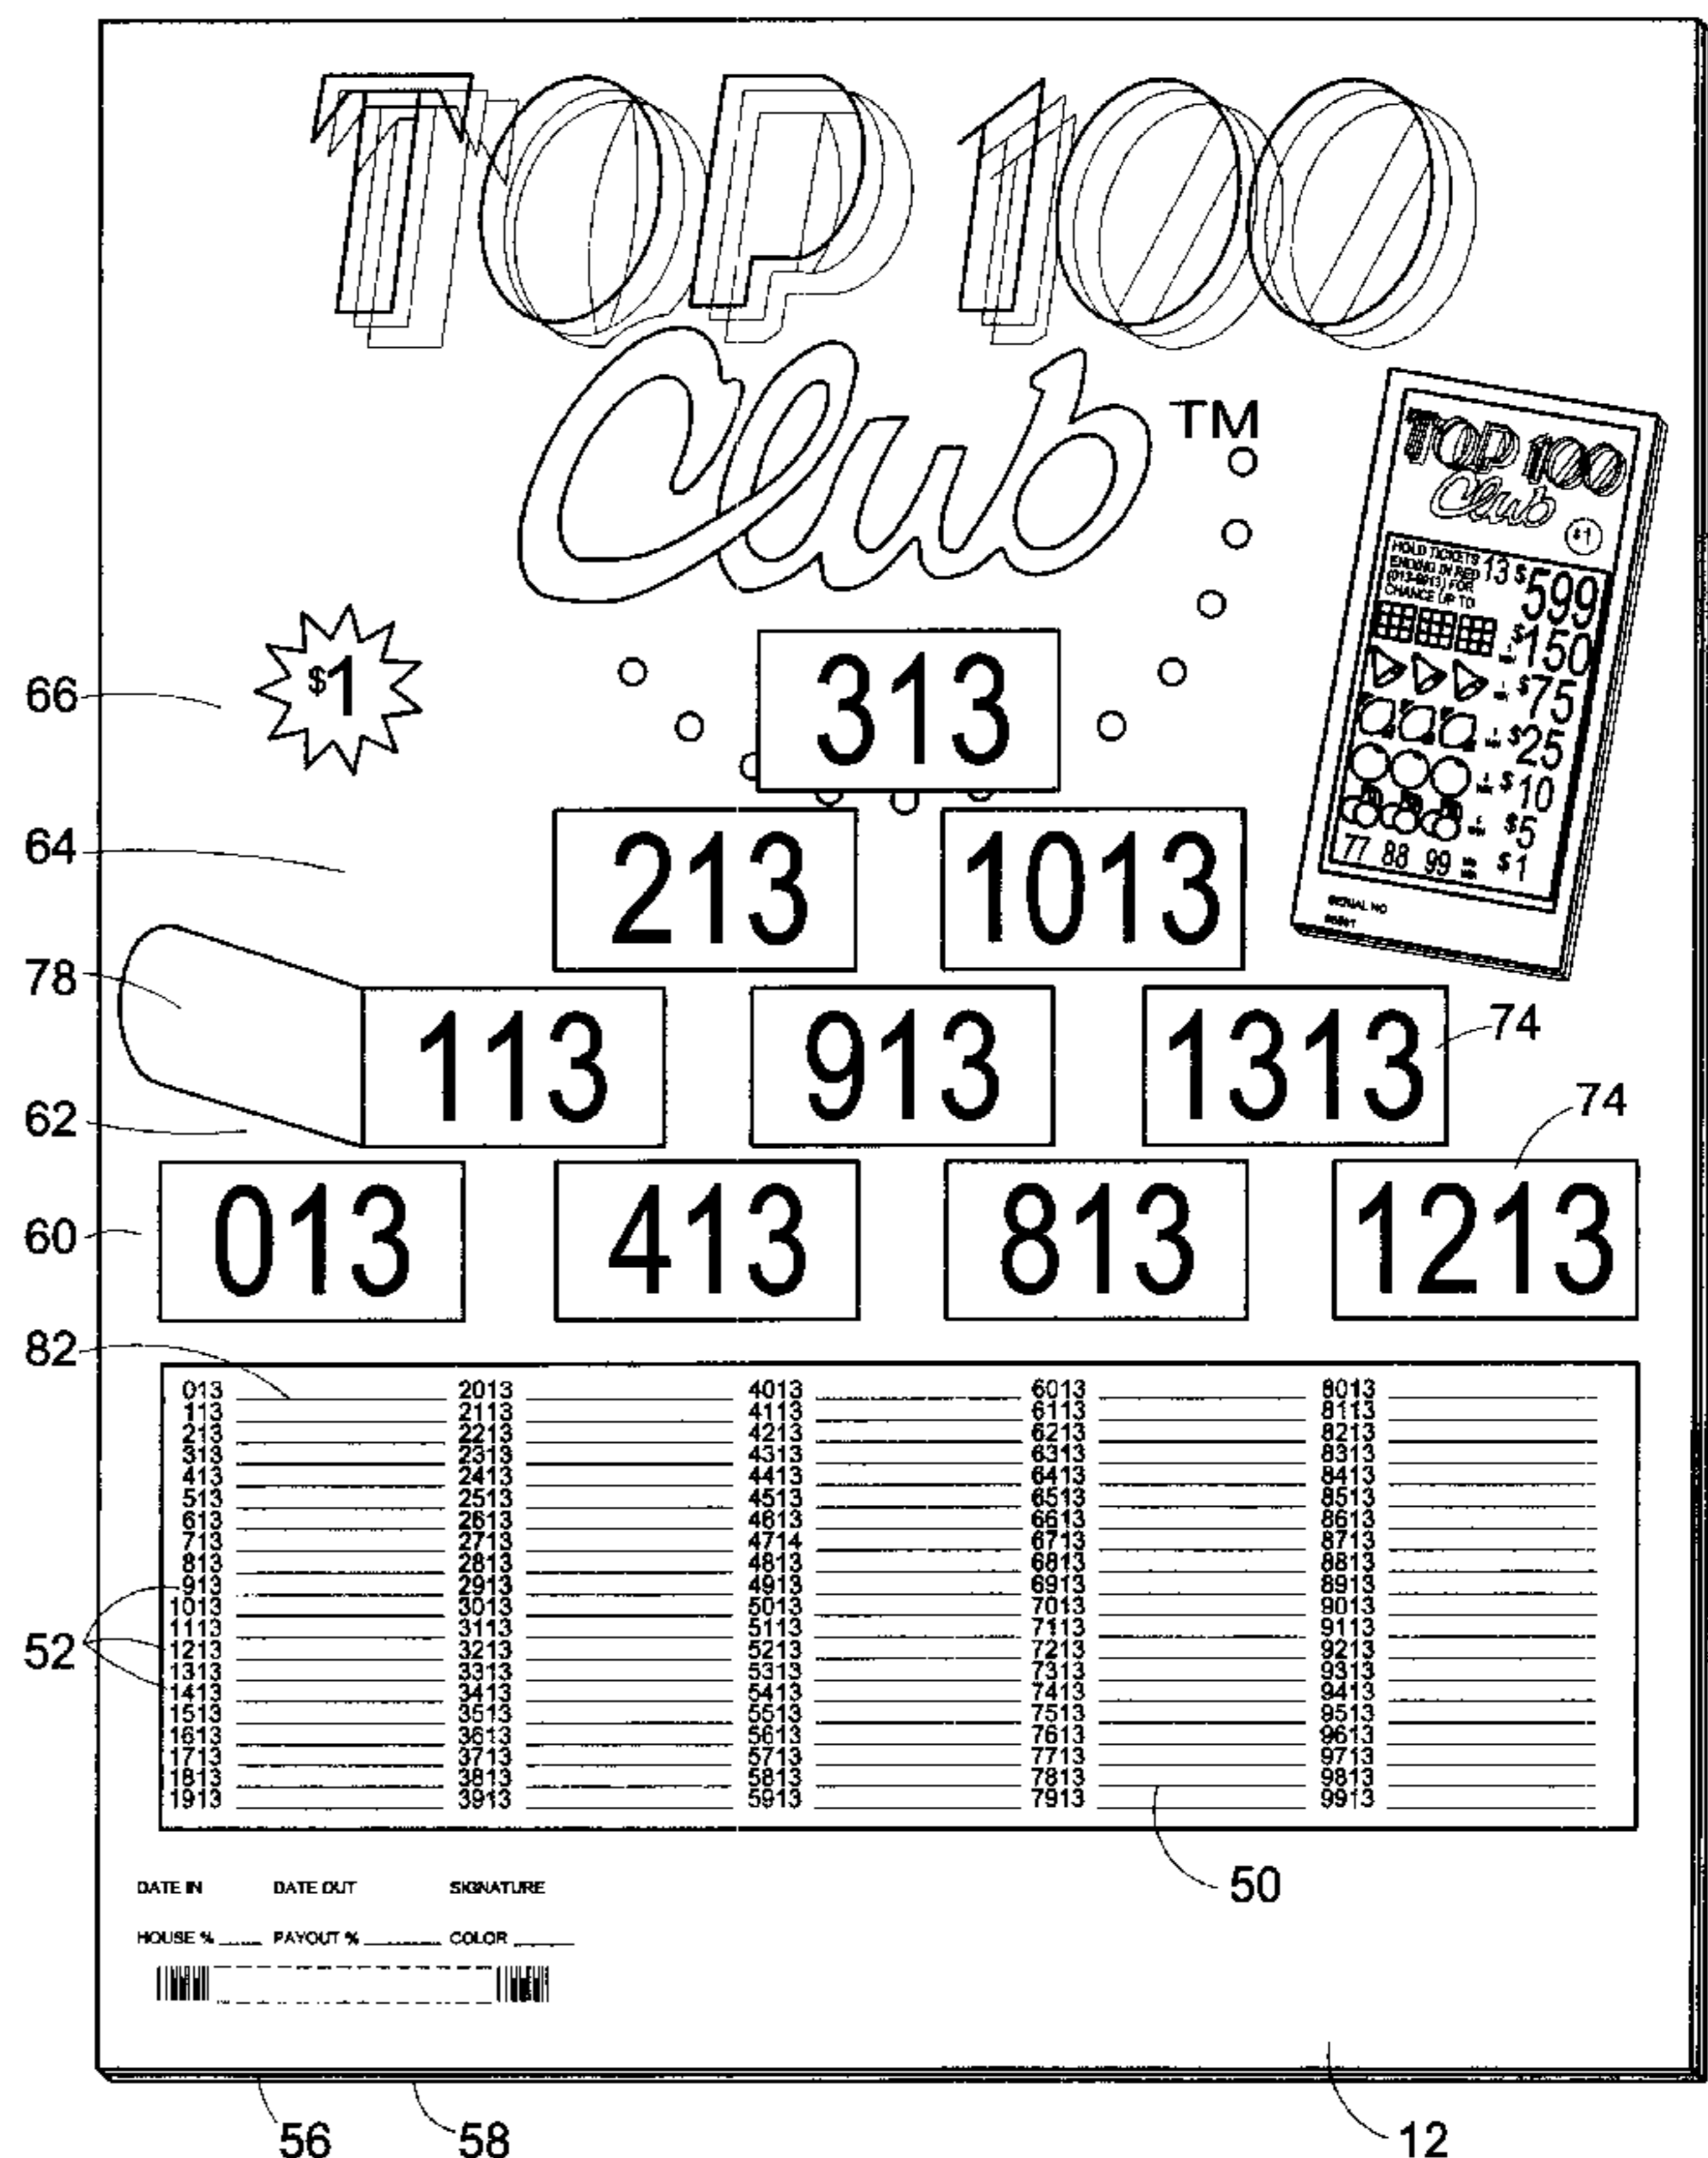 TOP 100
Club™
TOP 100
Club
$1
HOLD TICKETS
ENDING IN RED 13 $599
(013-9913) FOR
CHANCE UP TO
$150
$75
$25
$10
$5
77 88 99 $1
SERIAL NO
66
$1
313
64
213 1013
78
113 913 1313 74
62
74
60
013 413 813 1213
82
013 2013 4013 6013 8013
113 2113 4113 6113 8113
213 2213 4213 6213 8213
313 2313 4313 6313 8313
413 2413 4413 6413 8413
513 2513 4513 6513 8513
613 2613 4613 6613 8613
713 2713 4714 6713 8713
813 2813 4813 6813 8813
913 2913 4913 6913 8913
1013 3013 5013 7013 9013
1113 3113 5113 7113 9113
52
1213 3213 5213 7213 9213
1313 3313 5313 7313 9313
1413 3413 5413 7413 9413
1513 3513 5513 7513 9513
1613 3613 5613 7613 9613
1713 3713 5713 7713 9713
1813 3813 5813 7813 9813
1913 3913 5913 7913 9913
50
DATE IN DATE OUT SIGNATURE
HOUSE % ____ PAYOUT % ____ COLOR ____
56 58 12